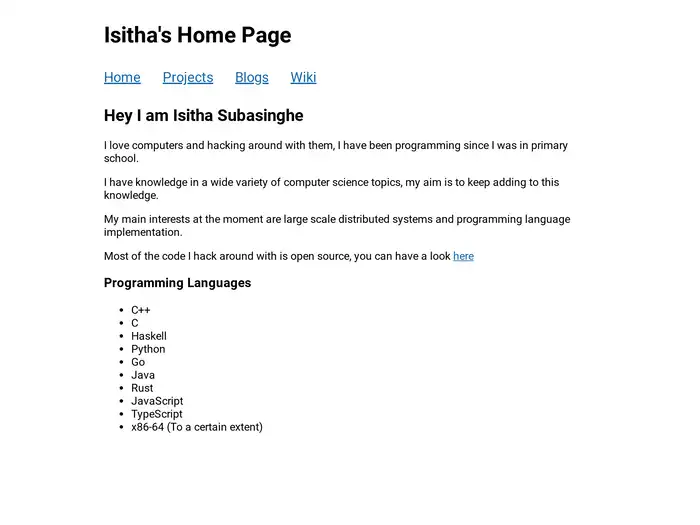 Isitha's Home Page
Home Projects Blogs Wiki
Hey I am Isitha Subasinghe
I love computers and hacking around with them, I have been programming since I was in primary
school.
I have knowledge in a wide variety of computer science topics, my aim is to keep adding to this
knowledge.
My main interests at the moment are large scale distributed systems and programming language
implementation.
Most of the code I hack around with is open source, you can have a look here
Programming Languages
• C++
• C
• Haskell
• Python
• Go
• Java
• Rust
• JavaScript
• TypeScript
• x86-64 (To a certain extent)